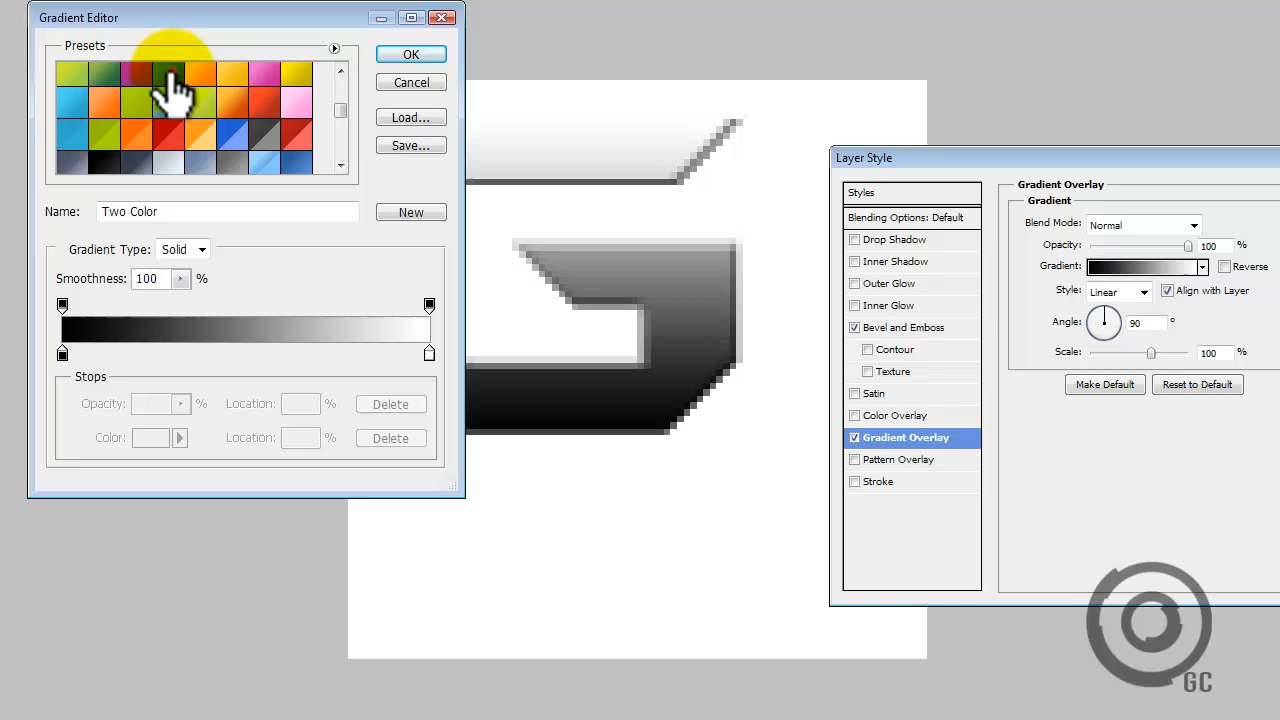 Gradient Editor
Presets
OK
Cancel
Load...
Save...
Name: Two Color
New
Gradient Type: Solid
Smoothness: 100 %
Stops
Opacity: % Location: % Delete
Color: Location: % Delete
Layer Style
Styles
Blending Options: Default
Drop Shadow
Inner Shadow
Outer Glow
Inner Glow
Bevel and Emboss
Contour
Texture
Satin
Color Overlay
Gradient Overlay
Pattern Overlay
Stroke
Gradient Overlay
Gradient
Blend Mode: Normal
Opacity: 100 %
Gradient: Reverse
Style: Linear Align with Layer
Angle: 90 °
Scale: 100 %
Make Default Reset to Default
GC